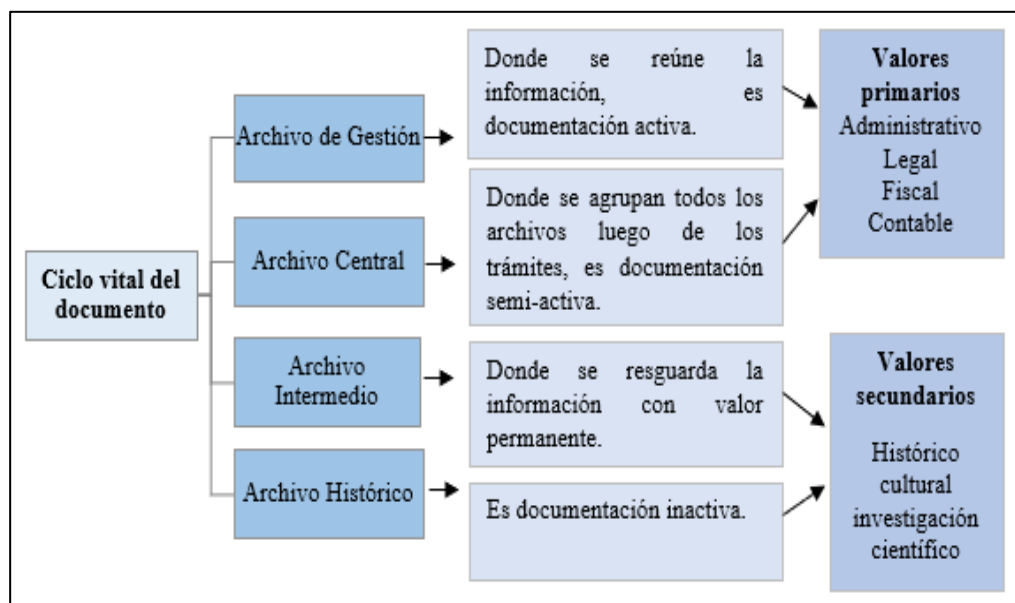 Ciclo vital del
documento
Archivo de Gestión
Donde se reúne la
información, es
documentación activa.
Archivo Central
Donde se agrupan todos los
archivos luego de los
trámites, es documentación
semi-activa.
Valores
primarios
Administrativo
Legal
Fiscal
Contable
Archivo
Intermedio
Donde se resguarda la
información con valor
permanente.
Archivo Histórico
Es documentación inactiva.
Valores
secundarios
Histórico
cultural
investigación
científico